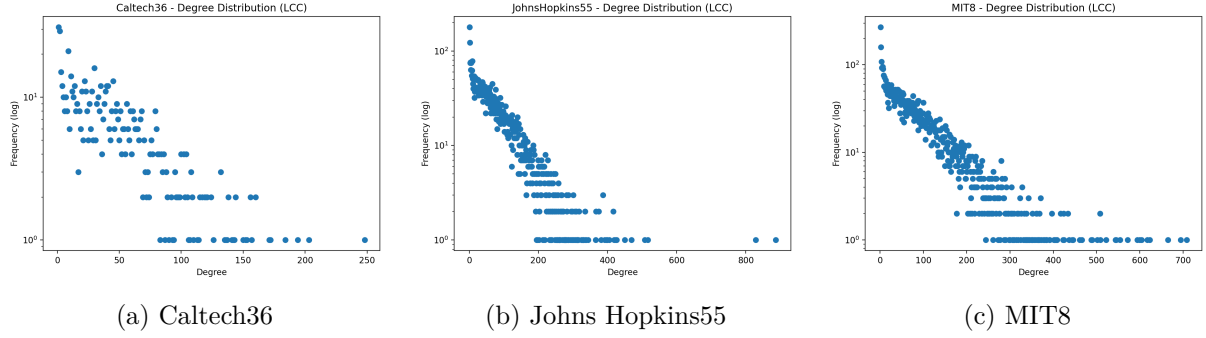 Caltech36 - Degree Distribution (LCC)
Frequency (log)
10¹
10⁰
0 50 100 150 200 250
Degree
(a) Caltech36
JohnsHopkins55 - Degree Distribution (LCC)
Frequency (log)
10²
10¹
10⁰
0 200 400 600 800
Degree
(b) Johns Hopkins55
MIT8 - Degree Distribution (LCC)
Frequency (log)
10²
10¹
10⁰
0 100 200 300 400 500 600 700
Degree
(c) MIT8